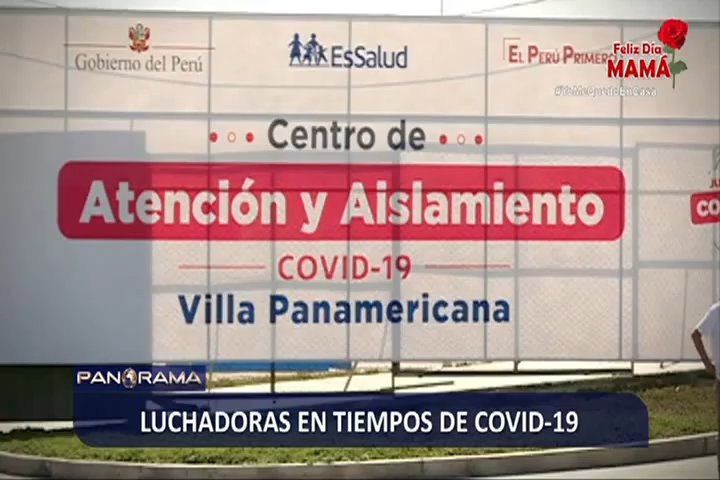 Gobierno del Perú
EsSalud
EL PERÚ PRIMERO
Feliz Día
MAMÁ
#YoMeQuedoEnCasa
Centro de
Atención y Aislamiento
COVID-19
Villa Panamericana
PANORAMA
LUCHADORAS EN TIEMPOS DE COVID-19